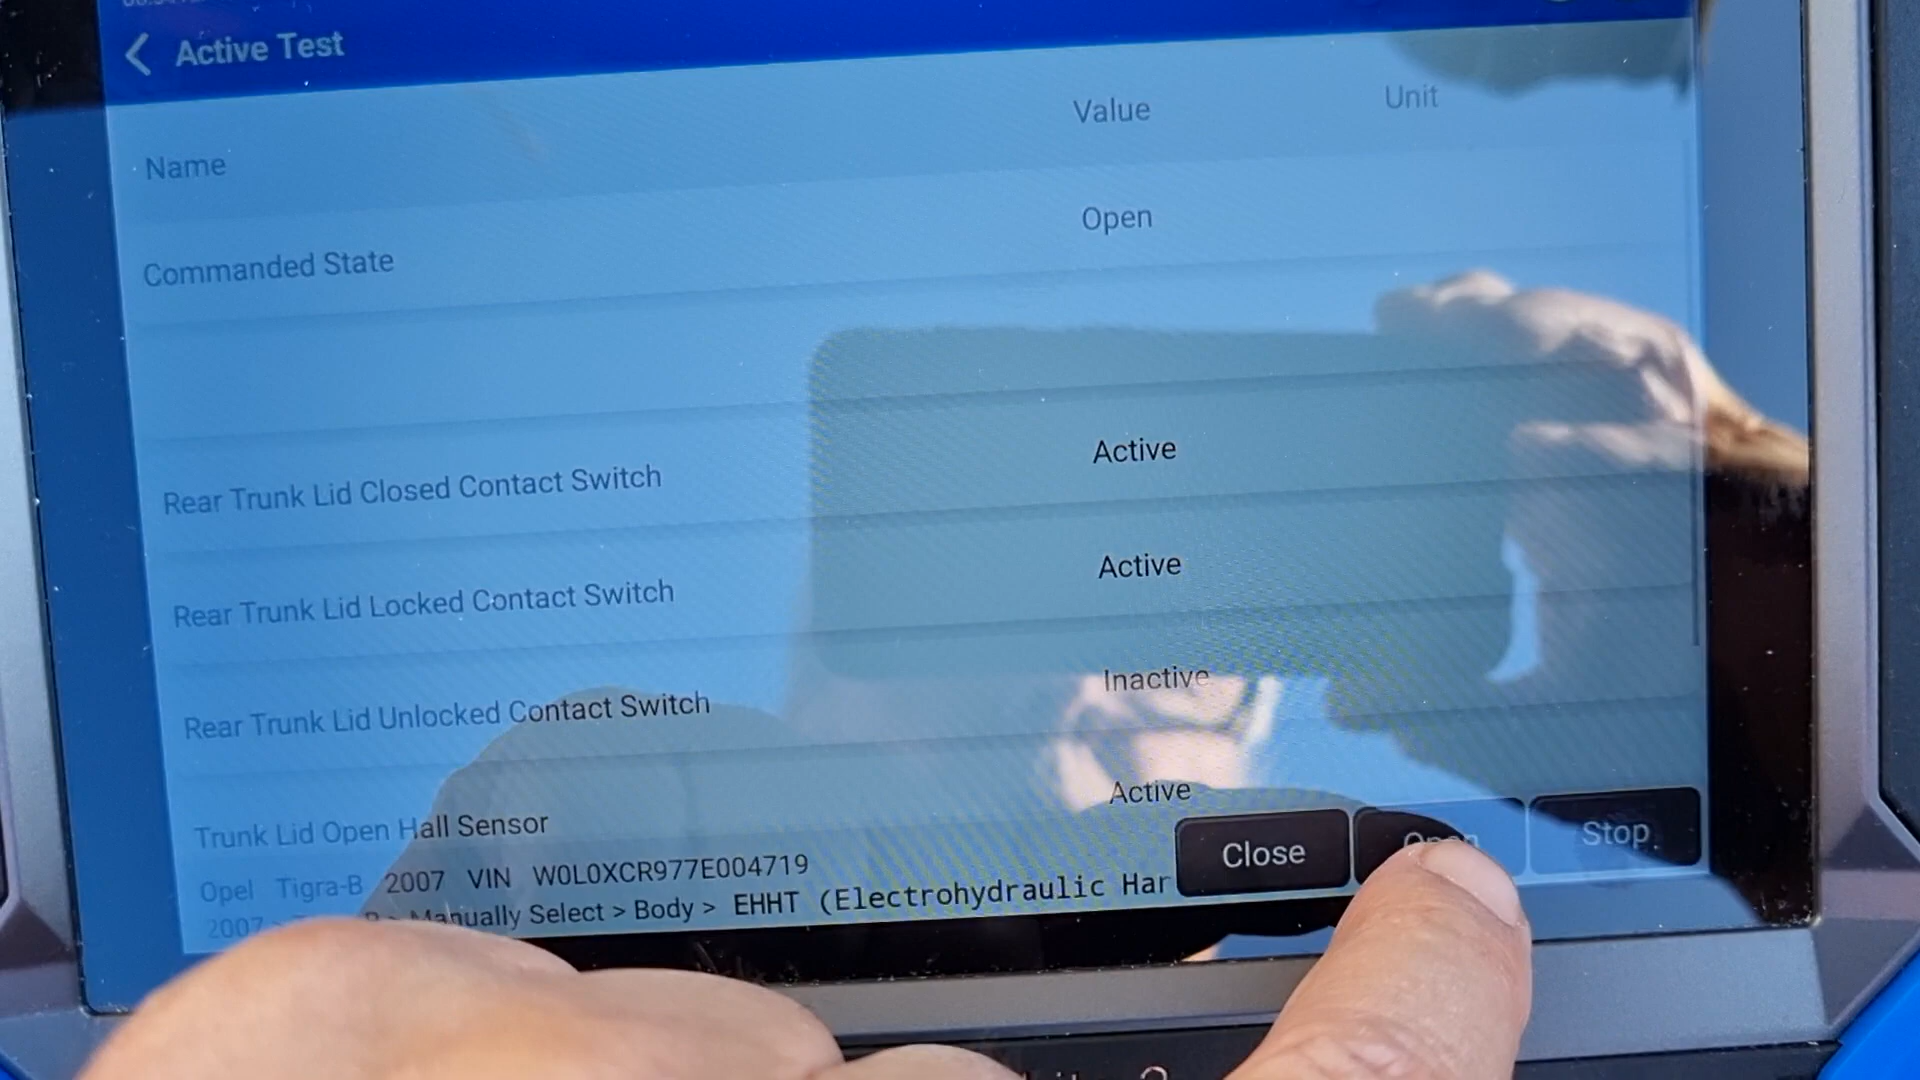 Active Test
Name Value Unit
Commanded State Open
Rear Trunk Lid Closed Contact Switch Active
Rear Trunk Lid Locked Contact Switch Active
Rear Trunk Lid Unlocked Contact Switch Inactive
Trunk Lid Open Hall Sensor Active
Close Open Stop
Opel Tigra-B 2007 VIN W0L0XCR977E004719
2007 > Manually Select > Body > EHHT (Electrohydraulic Har